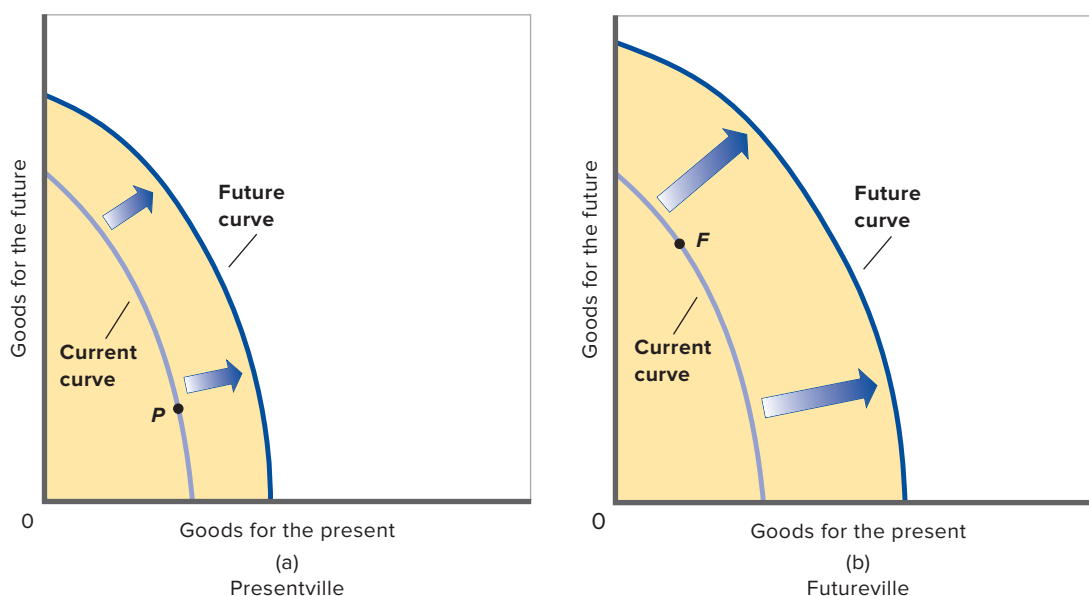 Goods for the future
Future
curve
Current
curve
P
0
Goods for the present
(a)
Presentville
Goods for the future
Future
curve
F
Current
curve
0
Goods for the present
(b)
Futureville